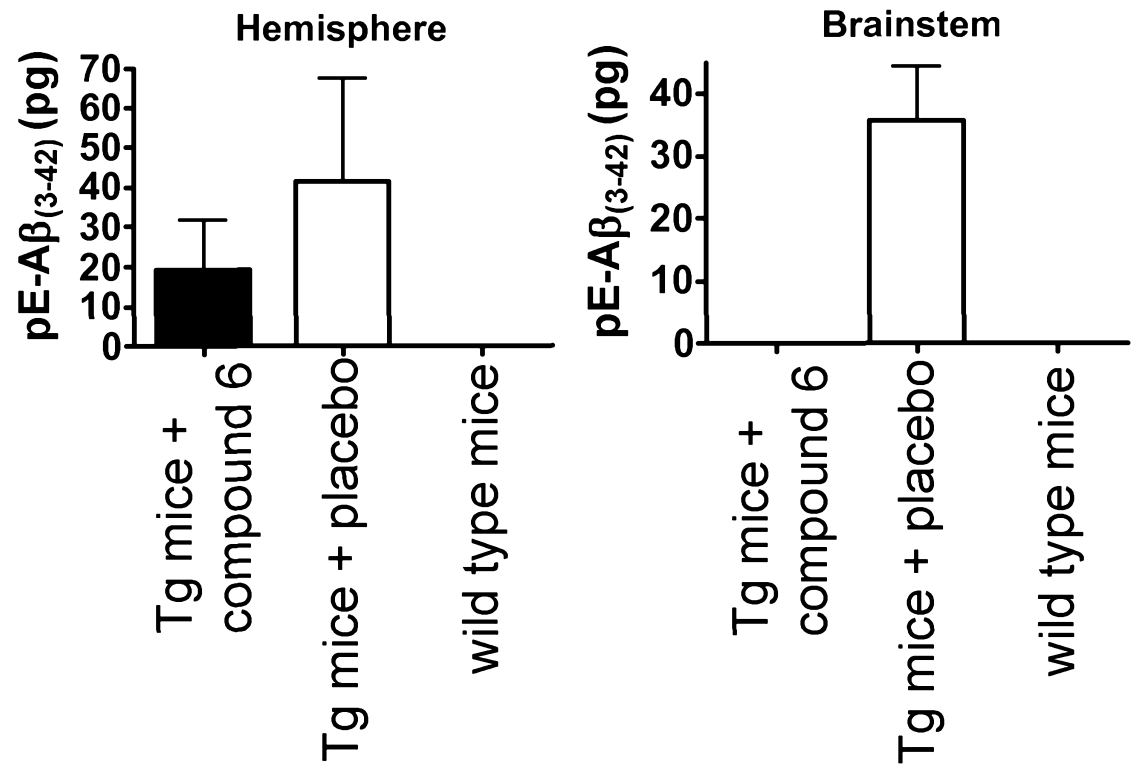 Hemisphere
pE-Aβ(3-42) (pg)
70
60
50
40
30
20
10
0
Tg mice +
compound 6
Tg mice + placebo
wild type mice
Brainstem
pE-Aβ(3-42) (pg)
40
30
20
10
0
Tg mice +
compound 6
Tg mice + placebo
wild type mice